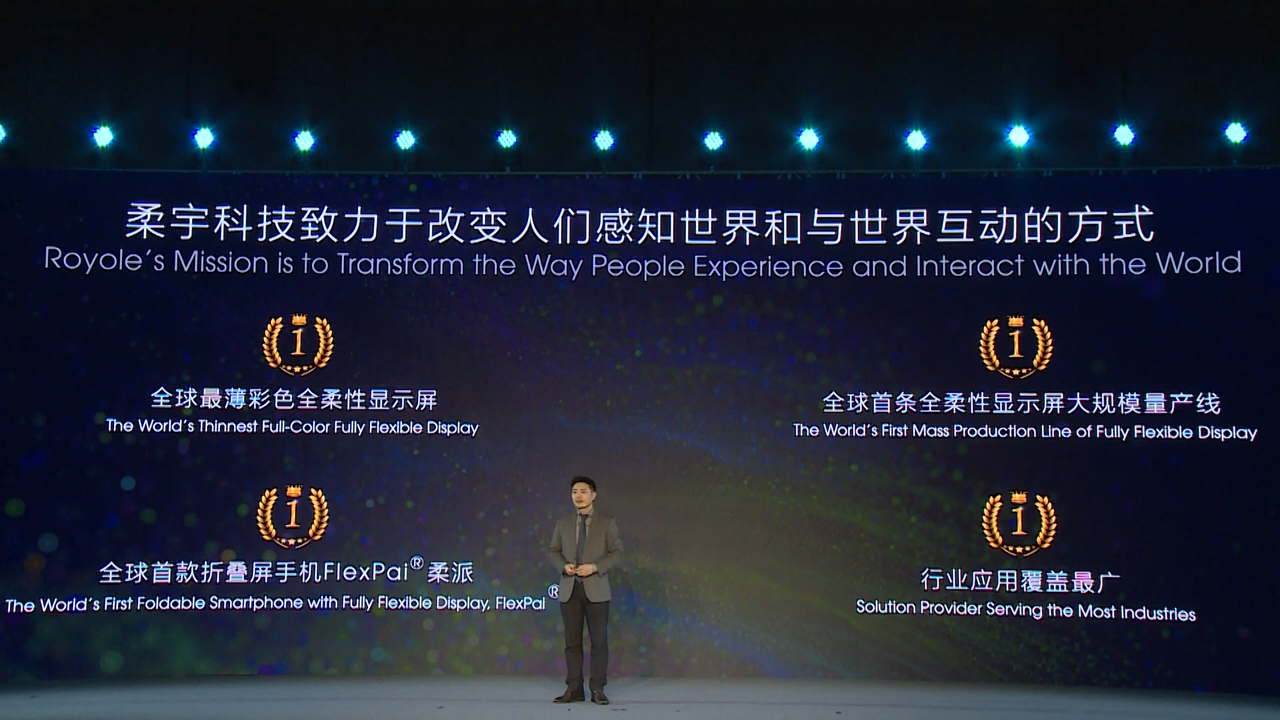 柔宇科技致力于改变人们感知世界和与世界互动的方式
Royole's Mission is to Transform the Way People Experience and Interact with the World
1
全球最薄彩色全柔性显示屏
The World's Thinnest Full-Color Fully Flexible Display
1
全球首条全柔性显示屏大规模量产线
The World's First Mass Production Line of Fully Flexible Display
1
全球首款折叠屏手机FlexPai®柔派
The World's First Foldable Smartphone with Fully Flexible Display, FlexPai®
1
行业应用覆盖最广
Solution Provider Serving the Most Industries